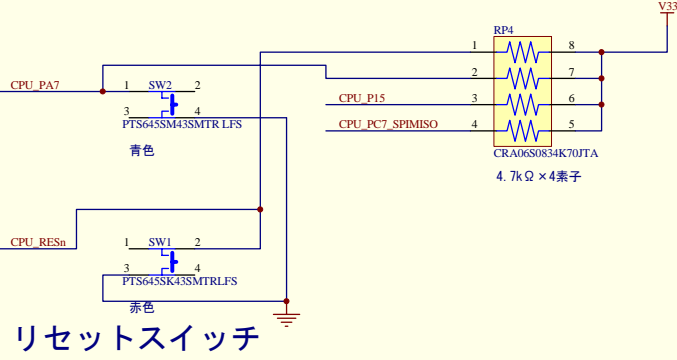 V33
RP4
1 8
2 7
CPU_PA7 1 SW2 2
CPU_P15 3 6
3 4
PTS645SM43SMTR LFS
CPU_PC7_SPIMISO 4 5
青色
CRA06S0834K70JTA
4.7kΩ×4素子
CPU_RESn 1 SW1 2
3 4
PTS645SK43SMTRLFS
赤色
リセットスイッチ